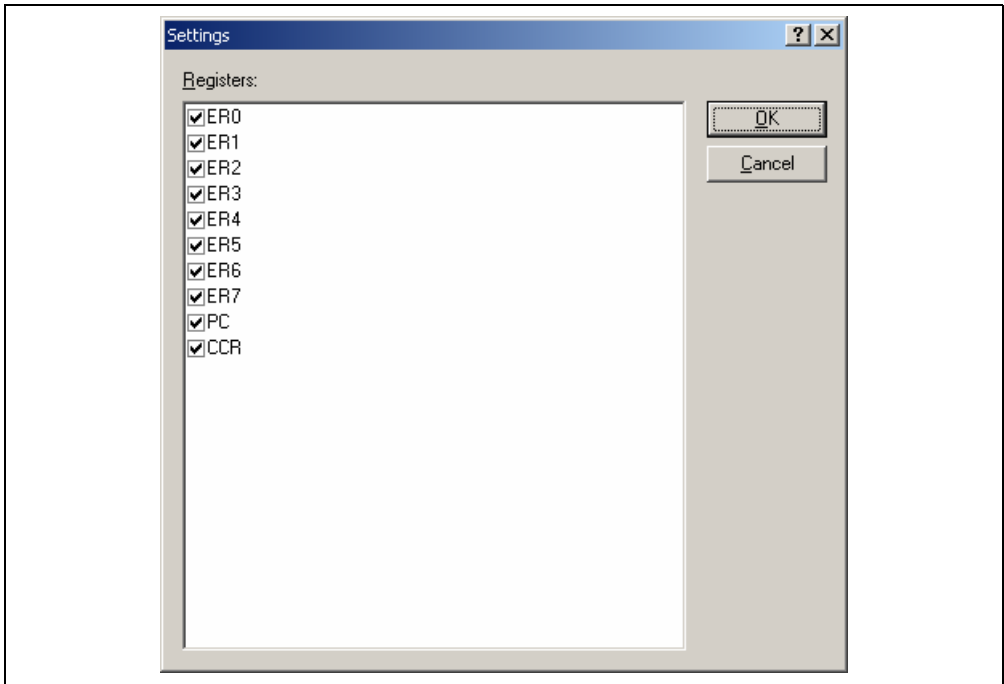 Settings
Registers:
ER0
ER1
ER2
ER3
ER4
ER5
ER6
ER7
PC
CCR
OK
Cancel